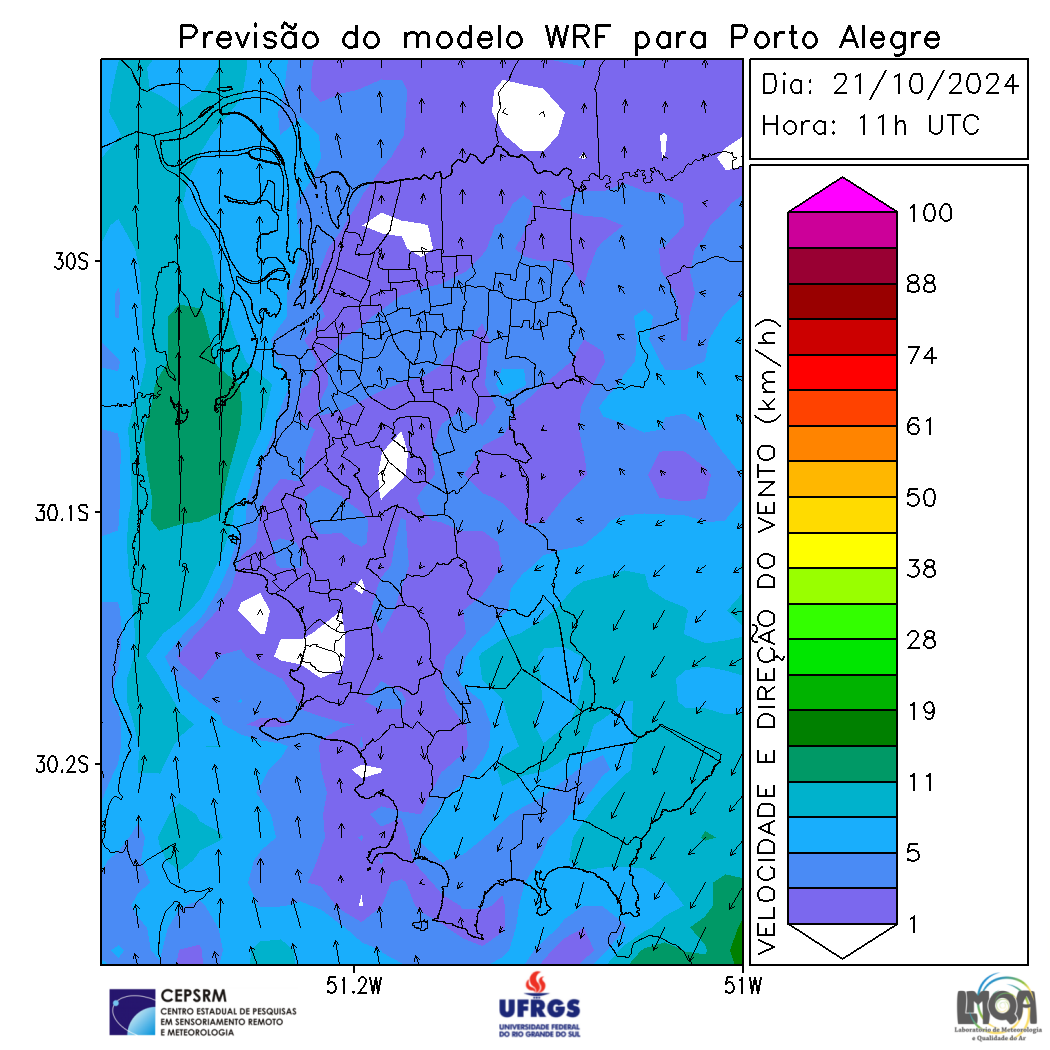 Previsão do modelo WRF para Porto Alegre
Dia: 21/10/2024
Hora: 11h UTC
30S
30.1S
30.2S
51.2W
51W
VELOCIDADE E DIREÇÃO DO VENTO (km/h)
100
88
74
61
50
38
28
19
11
5
1
CEPSRM
CENTRO ESTADUAL DE PESQUISAS
EM SENSORIAMENTO REMOTO
E METEOROLOGIA
UFRGS
UNIVERSIDADE FEDERAL
DO RIO GRANDE DO SUL
LMQA
Laboratório de Meteorologia
e Qualidade do Ar